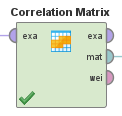 Correlation Matrix
exa exa
mat
wei